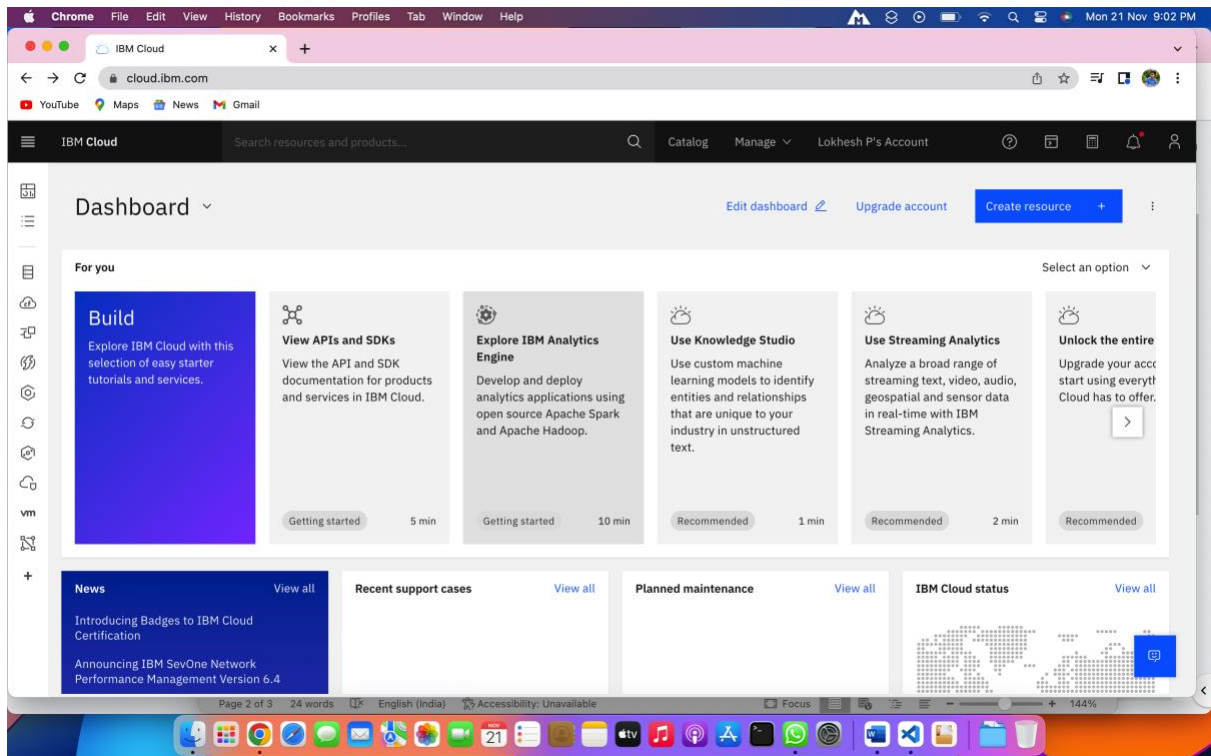 Chrome File Edit View History Bookmarks Profiles Tab Window Help Mon 21 Nov 9:02 PM
IBM Cloud
cloud.ibm.com
YouTube Maps News Gmail
IBM Cloud Search resources and products... Catalog Manage Lokhesh P's Account
Dashboard Edit dashboard Upgrade account Create resource +
For you Select an option
Build
Explore IBM Cloud with this
selection of easy starter
tutorials and services.
View APIs and SDKs
View the API and SDK
documentation for products
and services in IBM Cloud.
Getting started 5 min
Explore IBM Analytics
Engine
Develop and deploy
analytics applications using
open source Apache Spark
and Apache Hadoop.
Getting started 10 min
Use Knowledge Studio
Use custom machine
learning models to identify
entities and relationships
that are unique to your
industry in unstructured
text.
Recommended 1 min
Use Streaming Analytics
Analyze a broad range of
streaming text, video, audio,
geospatial and sensor data
in real-time with IBM
Streaming Analytics.
Recommended 2 min
Unlock the entire
Upgrade your acco
start using everyth
Cloud has to offer.
Recommended
vm
News View all
Introducing Badges to IBM Cloud
Certification
Announcing IBM SevOne Network
Performance Management Version 6.4
Recent support cases View all
Planned maintenance View all
IBM Cloud status View all
Page 2 of 3 24 words English (India) Accessibility: Unavailable Focus 144%
NOV
21
tv